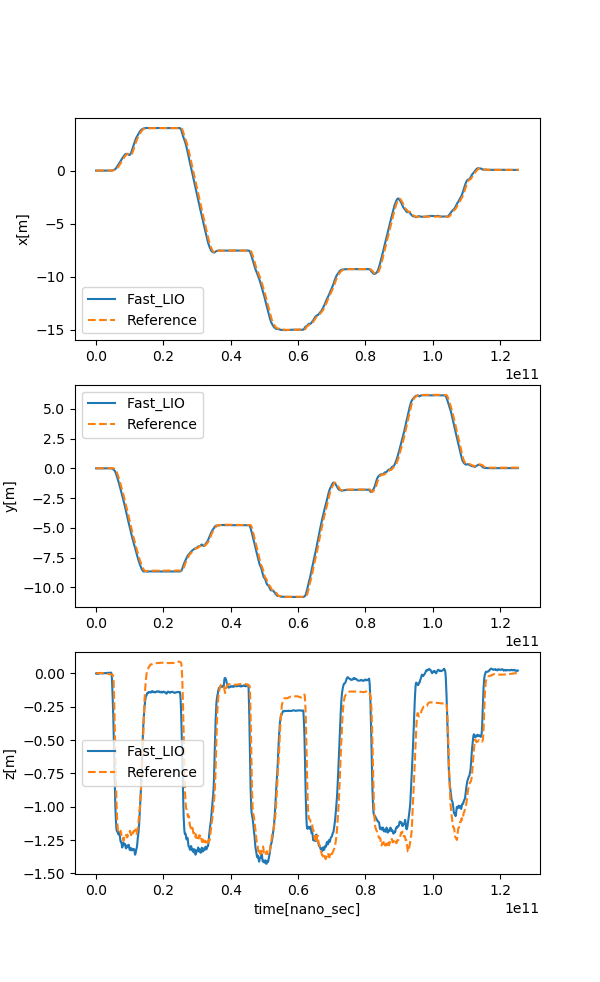 0
−5
−10
−15
x[m]
Fast_LIO
Reference
0.0 0.2 0.4 0.6 0.8 1.0 1.2
1e11
5.0
2.5
0.0
−2.5
−5.0
−7.5
−10.0
y[m]
Fast_LIO
Reference
0.0 0.2 0.4 0.6 0.8 1.0 1.2
1e11
0.00
−0.25
−0.50
−0.75
−1.00
−1.25
−1.50
z[m]
Fast_LIO
Reference
0.0 0.2 0.4 0.6 0.8 1.0 1.2
time[nano_sec]
1e11